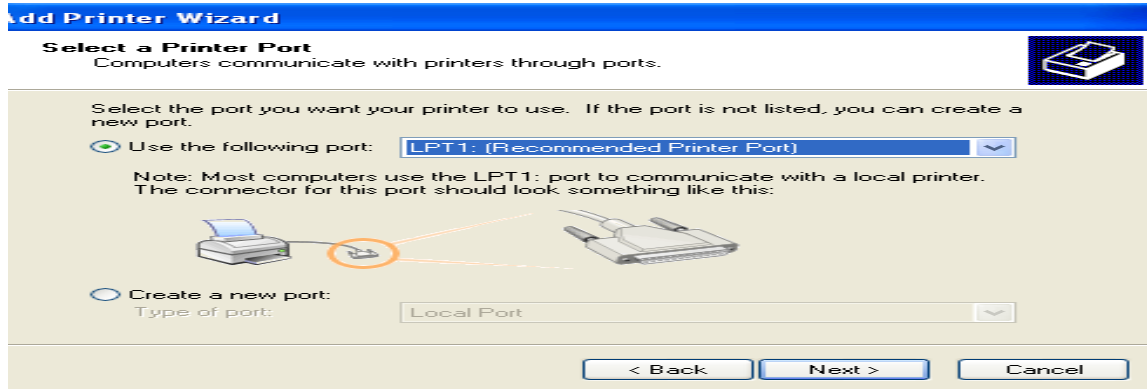 Add Printer Wizard
Select a Printer Port
Computers communicate with printers through ports.
Select the port you want your printer to use.  If the port is not listed, you can create a
new port.
Use the following port: LPT1: (Recommended Printer Port)
Note: Most computers use the LPT1: port to communicate with a local printer.
The connector for this port should look something like this:
Create a new port:
Type of port: Local Port
< Back Next > Cancel